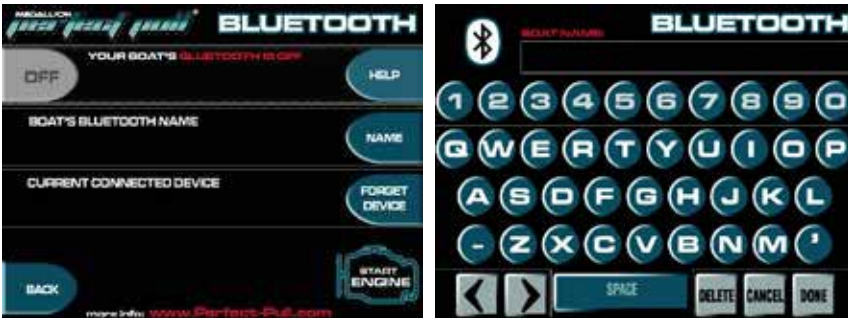 MEDALLION
perfect pull BLUETOOTH
YOUR BOAT'S BLUETOOTH IS OFF
OFF
HELP
BOAT'S BLUETOOTH NAME
NAME
CURRENT CONNECTED DEVICE
FORGET
DEVICE
START
ENGINE
BACK
more info: www.Perfect-Pull.com
BLUETOOTH
BOAT NAME:
1 2 3 4 5 6 7 8 9 0
Q W E R T Y U I O P
A S D F G H J K L
- Z X C V B N M '
< > SPACE DELETE CANCEL DONE